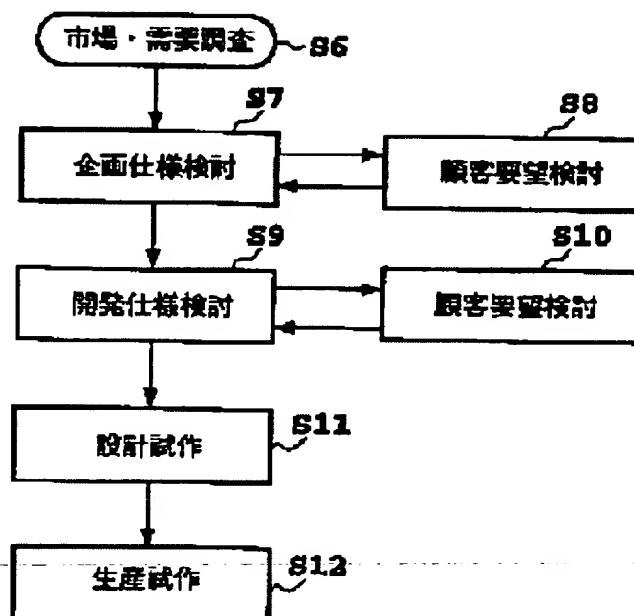 市場・需要調査 S6
S7 S8
企画仕様検討 顧客要望検討
S9 S10
開発仕様検討 顧客要望検討
S11
設計試作
S12
生産試作